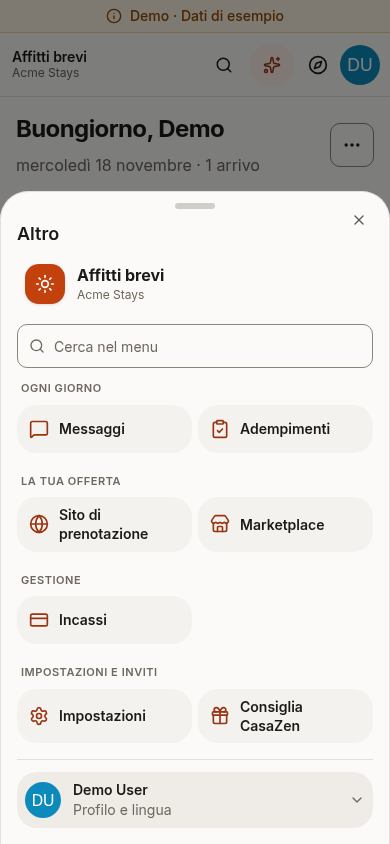 Demo · Dati di esempio
Affitti brevi
Acme Stays
DU
Buongiorno, Demo
mercoledì 18 novembre · 1 arrivo
Altro
Affitti brevi
Acme Stays
Cerca nel menu
OGNI GIORNO
Messaggi
Adempimenti
LA TUA OFFERTA
Sito di
prenotazione
Marketplace
GESTIONE
Incassi
IMPOSTAZIONI E INVITI
Impostazioni
Consiglia
CasaZen
DU
Demo User
Profilo e lingua